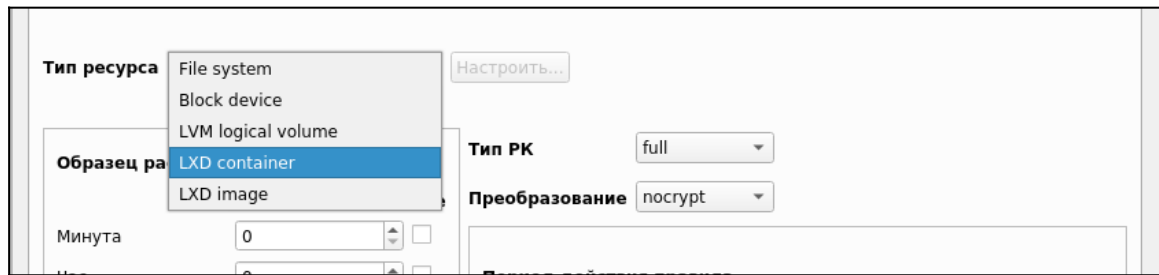 Тип ресурса
File system
Настроить...
Block device
LVM logical volume
LXD container
LXD image
Образец ра
Тип РК
full
Преобразование
nocrypt
Минута
0